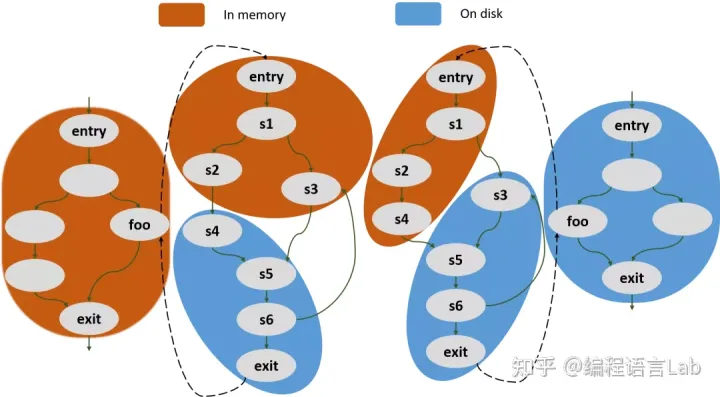 In memory
On disk
entry
foo
exit
entry
s1
s2
s3
s4
s5
s6
exit
entry
s1
s2
s3
s4
s5
s6
exit
entry
foo
exit
知乎 @编程语言Lab